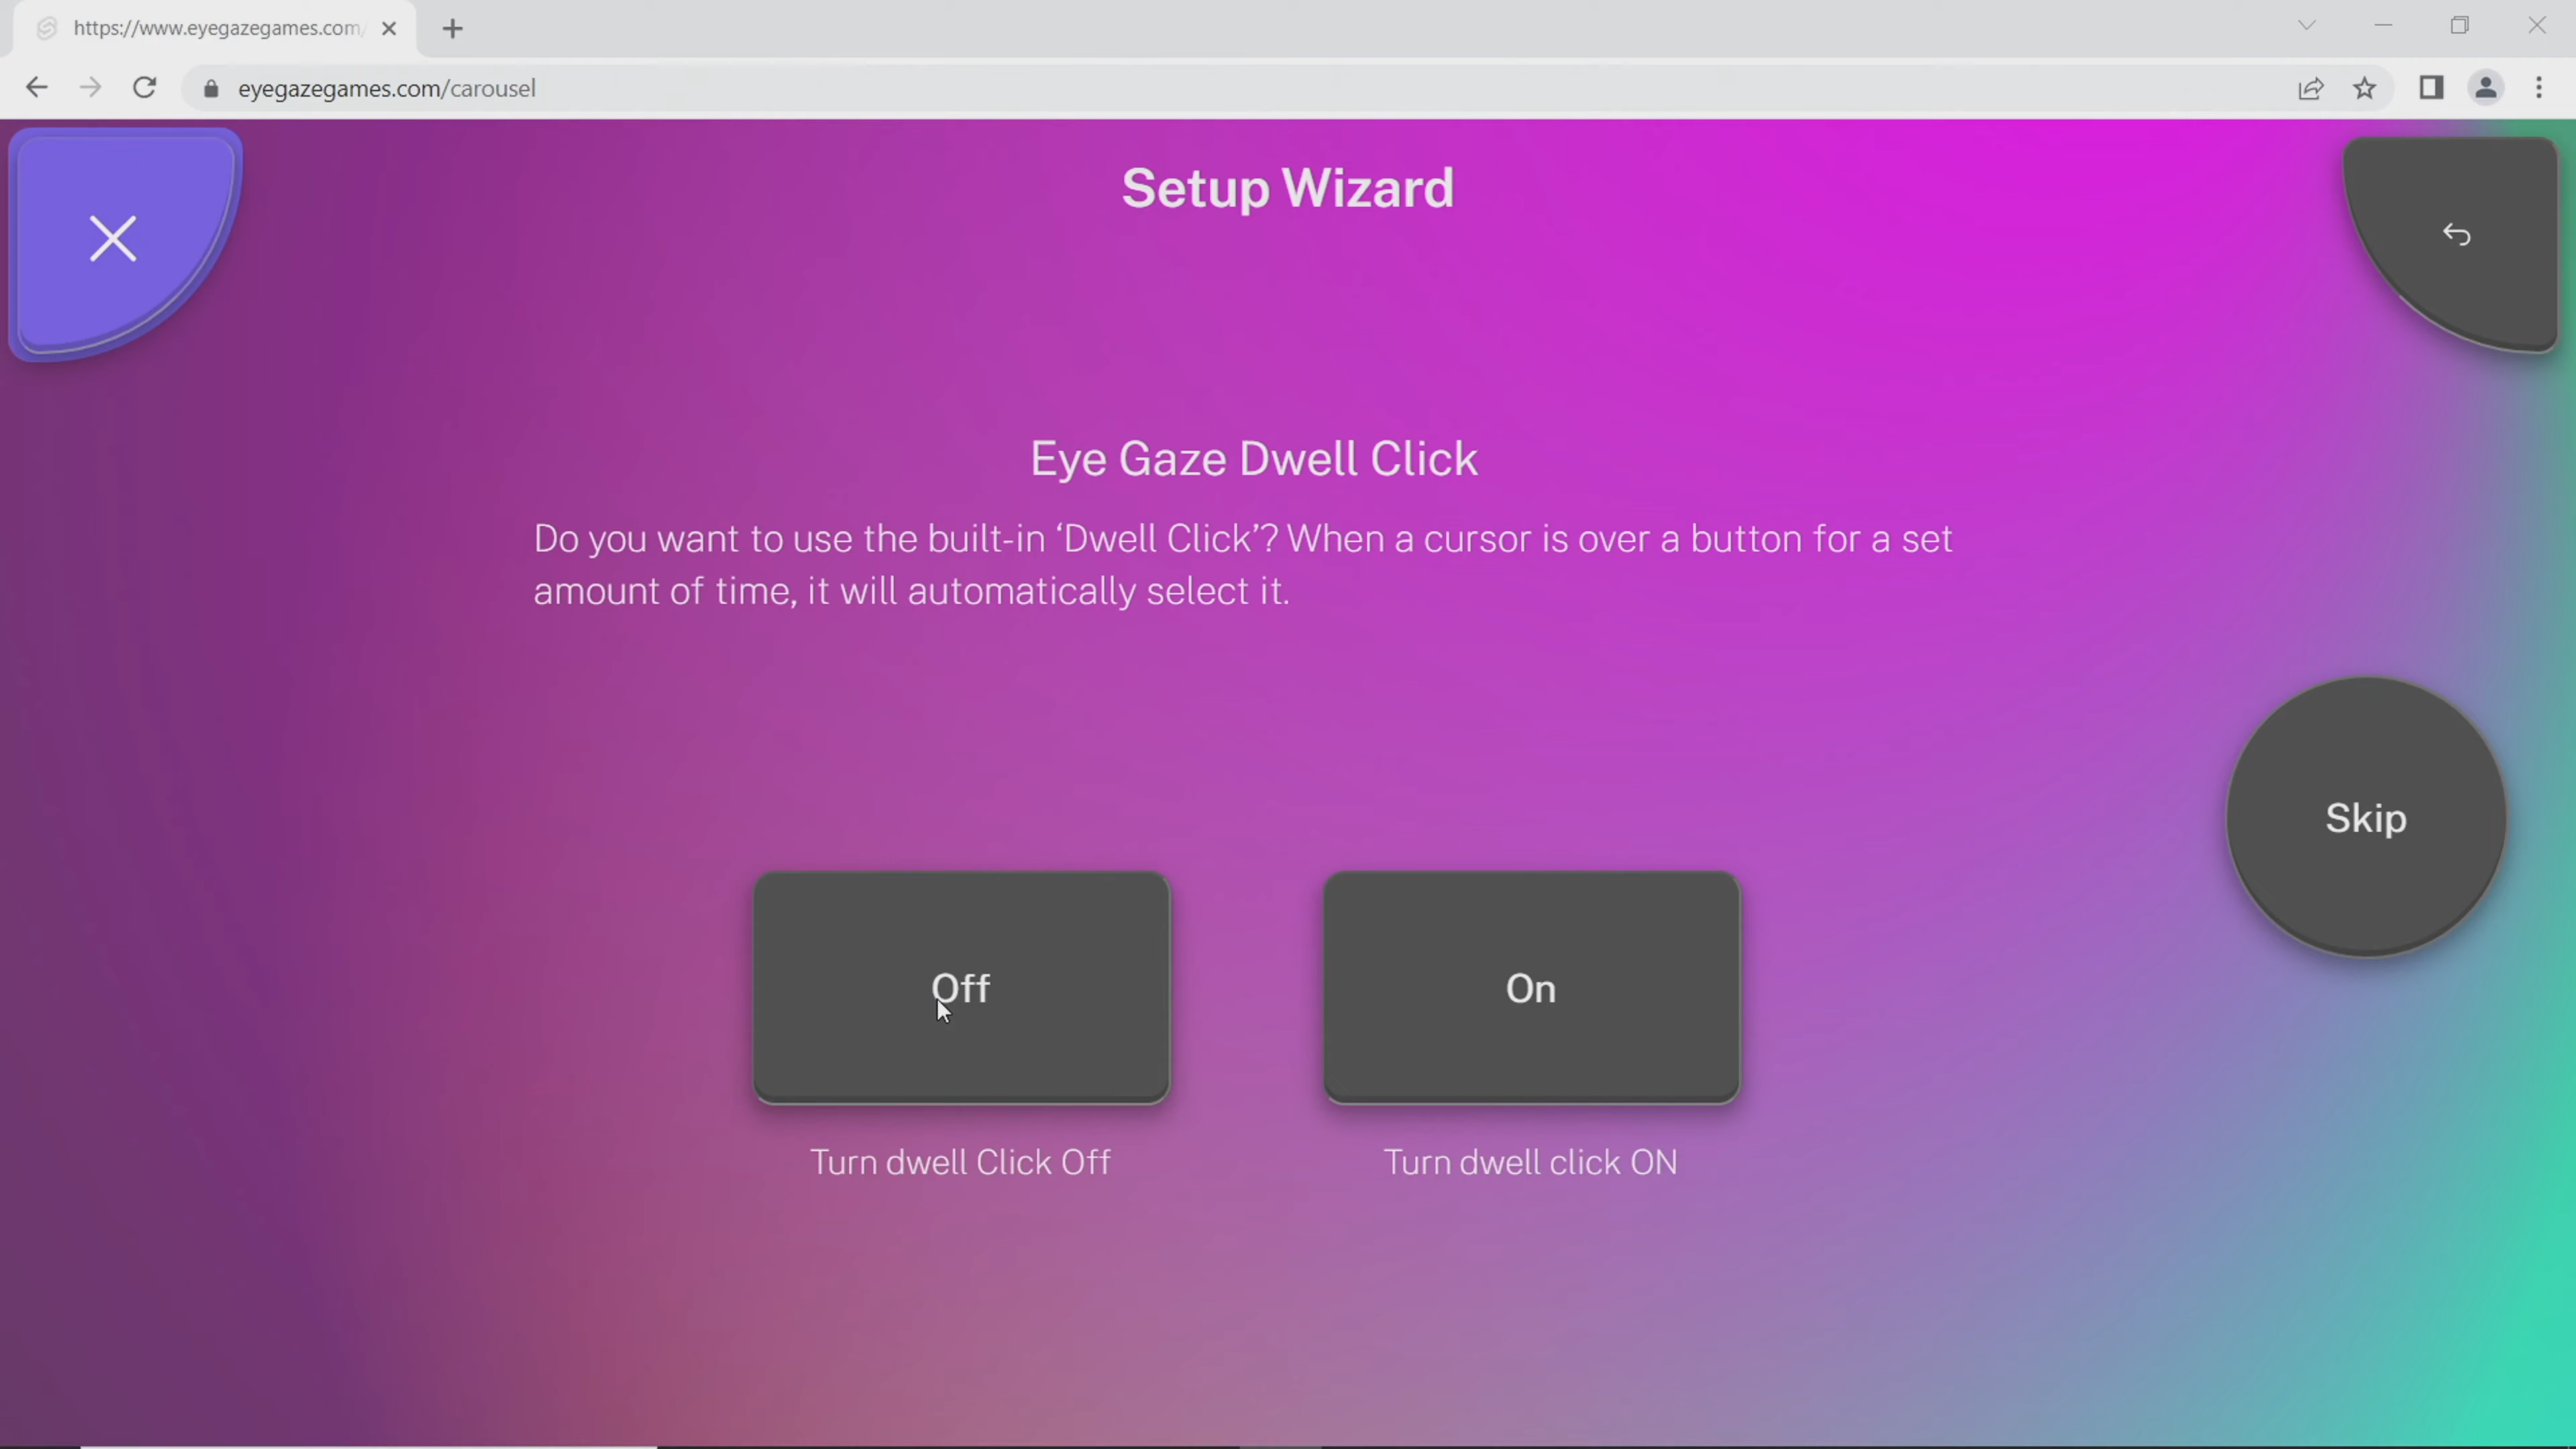 https://www.eyegazegames.com/
eyegazegames.com/carousel
Setup Wizard
Eye Gaze Dwell Click
Do you want to use the built-in ‘Dwell Click’? When a cursor is over a button for a set
amount of time, it will automatically select it.
Skip
Off
On
Turn dwell Click Off
Turn dwell click ON